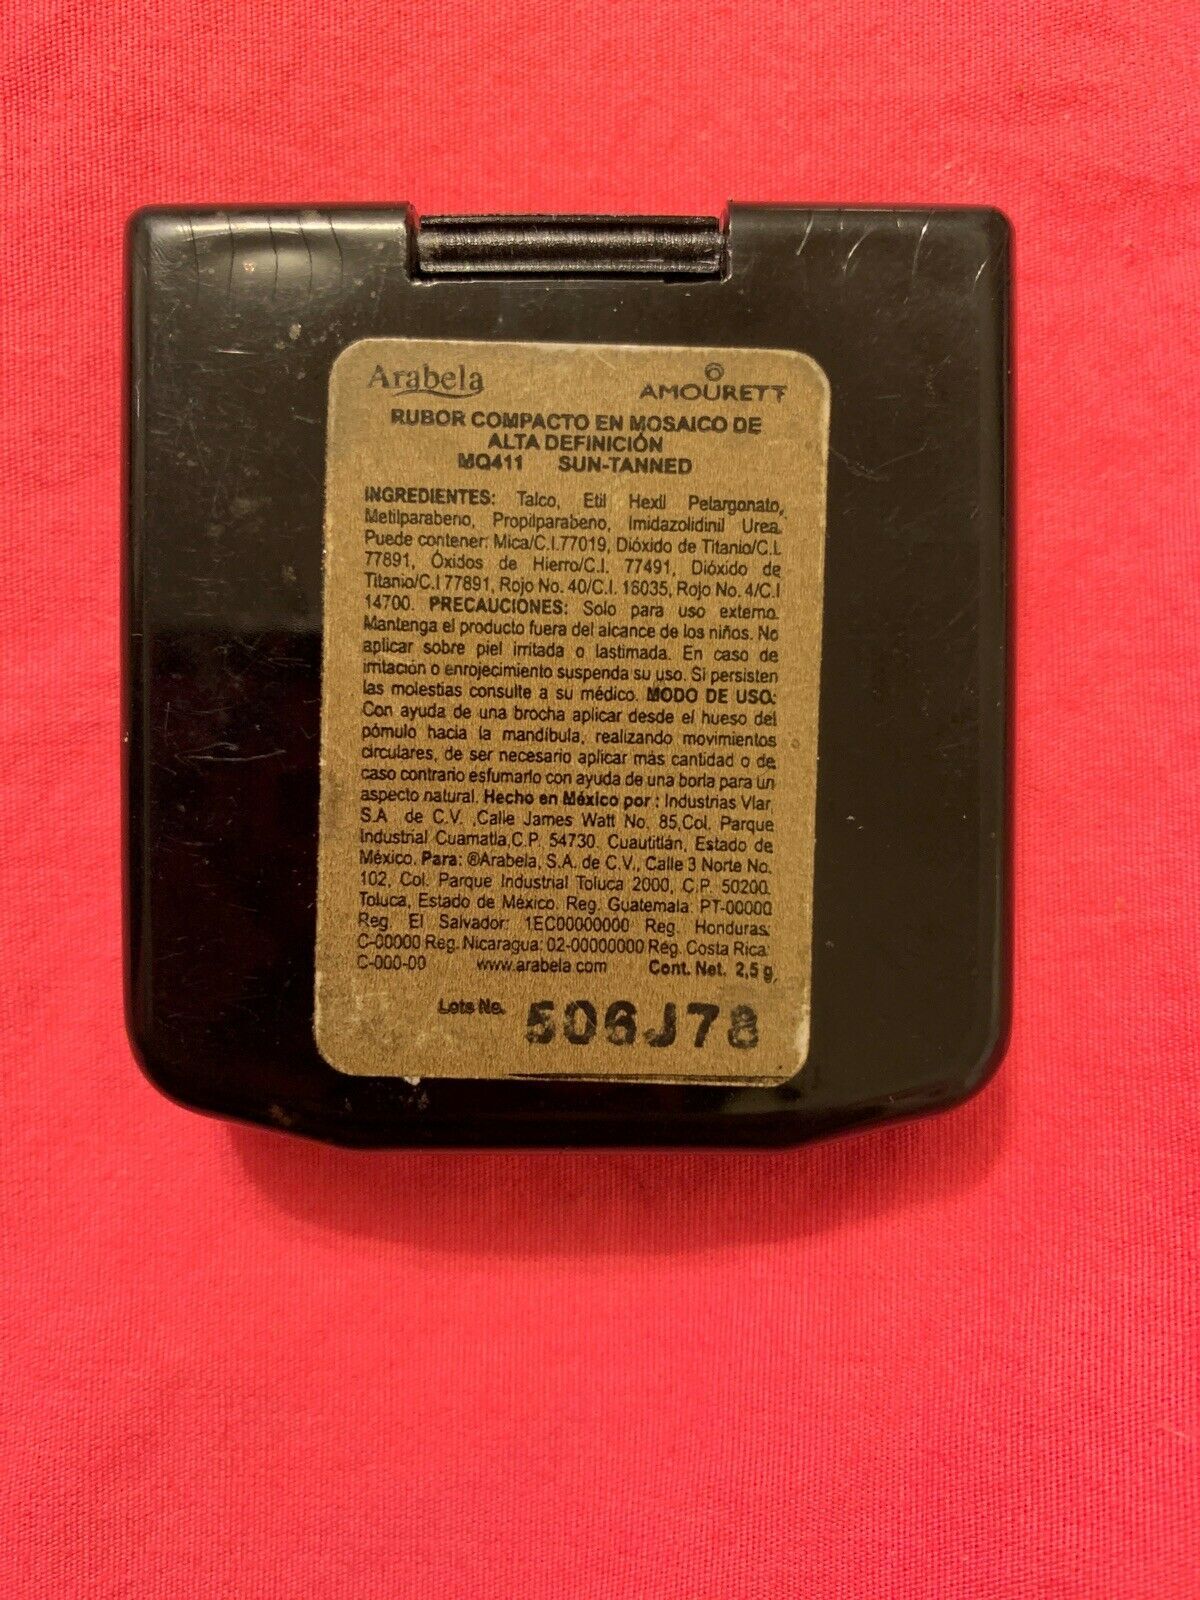 Arabela AMOURETT
RUBOR COMPACTO EN MOSAICO DE
ALTA DEFINICIÓN
MQ411 SUN-TANNED
INGREDIENTES: Talco, Etil Hexil Pelargonato,
Metilparabeno, Propilparabeno, Imidazolidinil Urea.
Puede contener: Mica/C.I.77019, Dióxido de Titanio/C.I.
77891, Óxidos de Hierro/C.I. 77491, Dióxido de
Titanio/C.I 77891, Rojo No. 40/C.I. 16035, Rojo No. 4/C.I
14700. PRECAUCIONES: Solo para uso externo.
Mantenga el producto fuera del alcance de los niños. No
aplicar sobre piel irritada o lastimada. En caso de
irritación o enrojecimiento suspenda su uso. Si persisten
las molestias consulte a su médico. MODO DE USO:
Con ayuda de una brocha aplicar desde el hueso del
pómulo hacia la mandíbula, realizando movimientos
circulares, de ser necesario aplicar más cantidad o de
caso contrario esfumarlo con ayuda de una borla para un
aspecto natural. Hecho en México por : Industrias Vlar,
S.A de C.V. ,Calle James Watt No. 85,Col. Parque
Industrial Cuamatla,C.P. 54730. Cuautitlán, Estado de
México. Para: ®Arabela, S.A. de C.V., Calle 3 Norte No.
102, Col. Parque Industrial Toluca 2000, C.P. 50200.
Toluca, Estado de México. Reg. Guatemala: PT-00000
Reg. El Salvador: 1EC00000000 Reg. Honduras:
C-00000 Reg. Nicaragua: 02-00000000 Reg. Costa Rica:
C-000-00 www.arabela.com Cont. Net. 2,5 g.
Lote No. 506J78